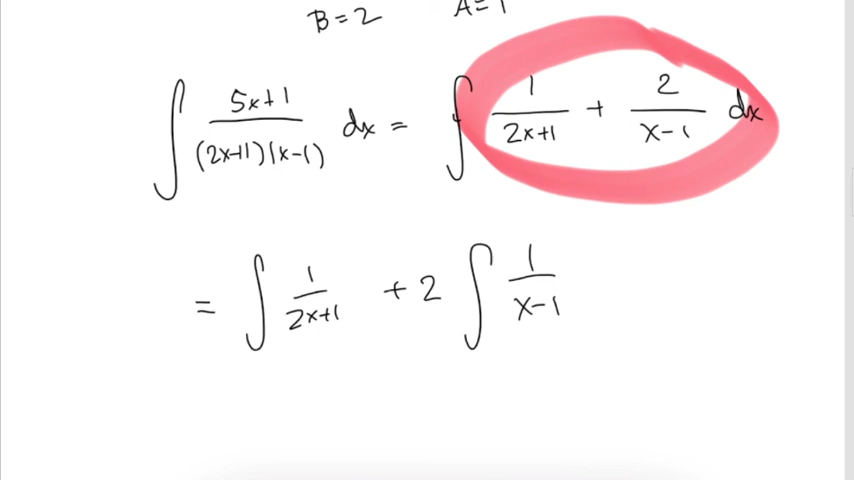 B = 2 A = 1
∫ (5x+1)/((2x+1)(x-1)) dx = ∫ 1/(2x+1) + 2/(x-1) dx
= ∫ 1/(2x+1) + 2 ∫ 1/(x-1)